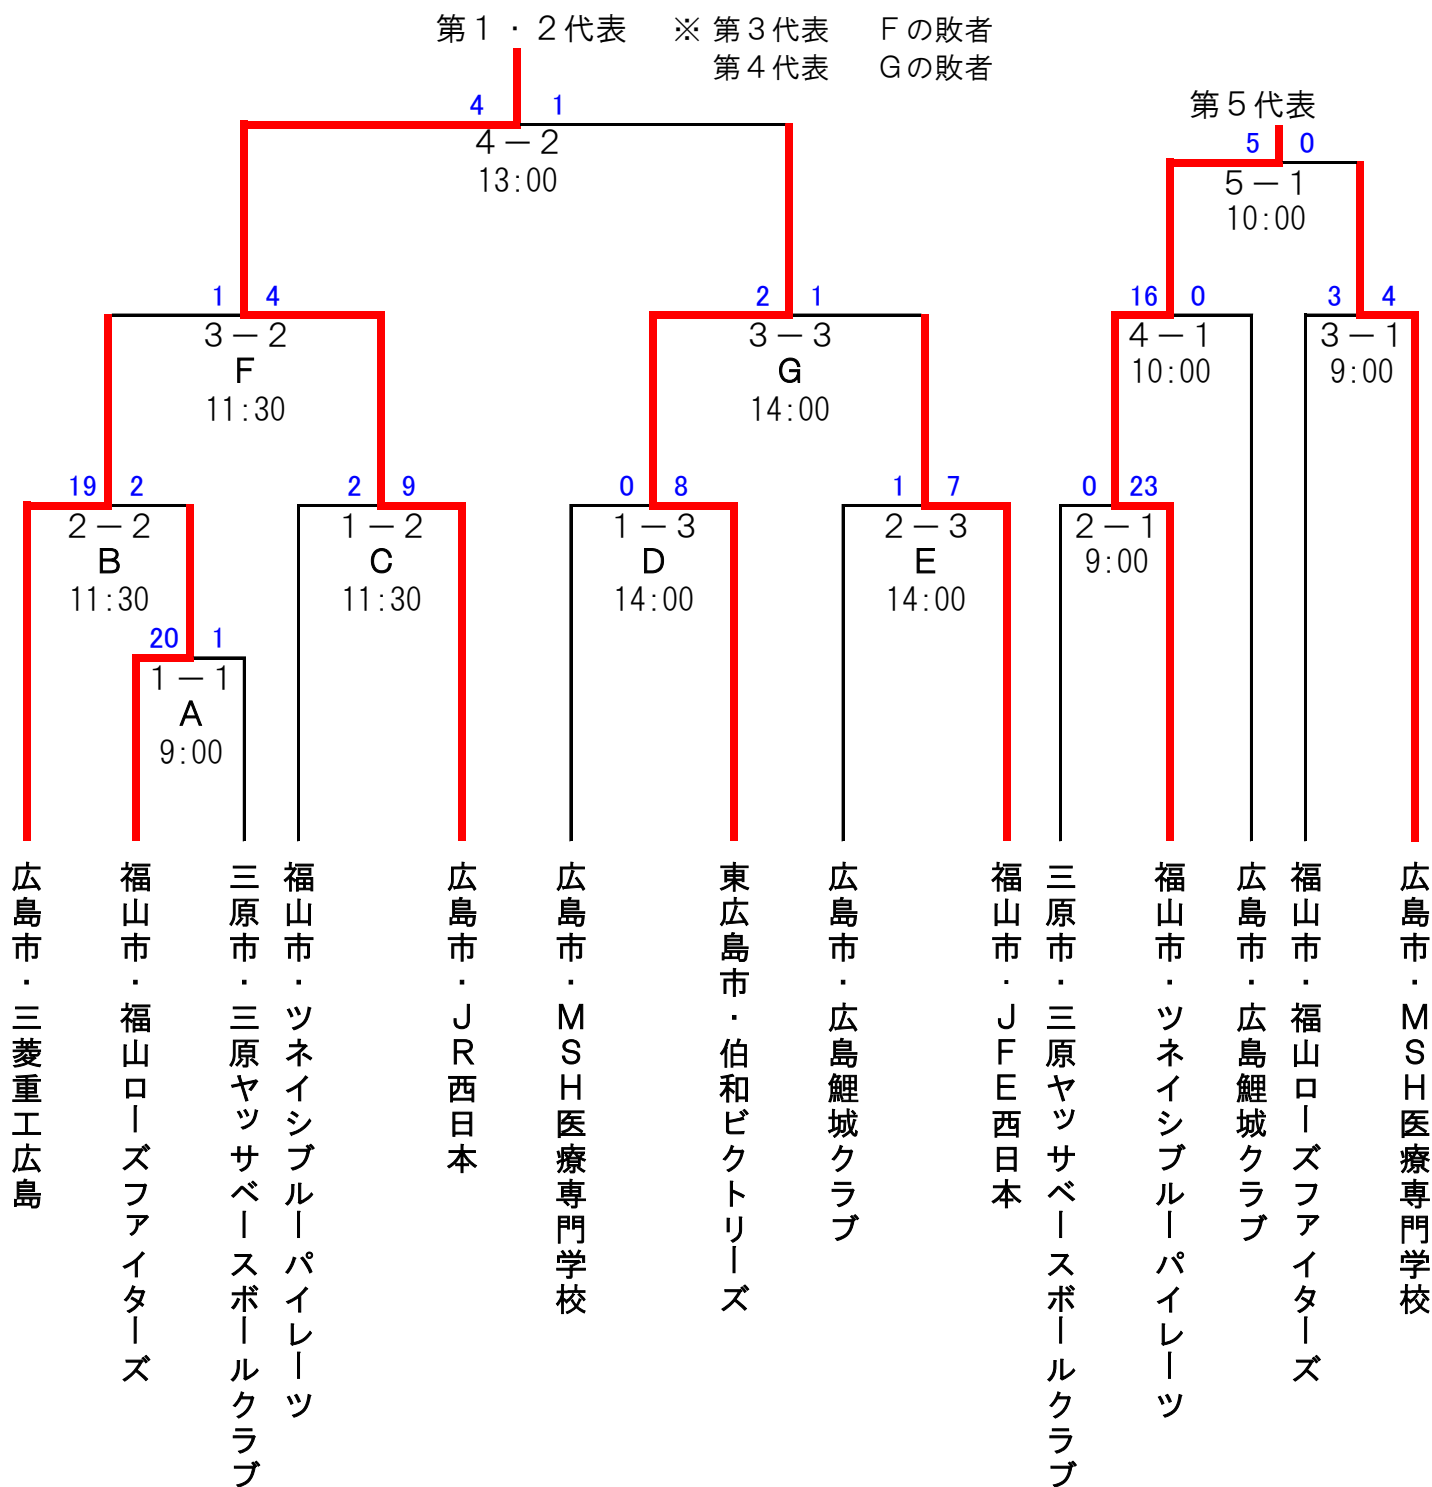 第１・２代表　※ 第３代表　Ｆの敗者
第４代表　Ｇの敗者
第５代表
4 1
４－２
13:00
5 0
５－１
10:00
1 4
３－２
F
11:30
2 1
３－３
G
14:00
16 0
４－１
10:00
3 4
３－１
9:00
19 2
２－２
B
11:30
2 9
１－２
C
11:30
0 8
１－３
D
14:00
1 7
２－３
E
14:00
0 23
２－１
9:00
20 1
１－１
A
9:00
広島市・三菱重工広島
福山市・福山ローズファイターズ
三原市・三原ヤッサベースボールクラブ
福山市・ツネイシブルーパイレーツ
広島市・ＪＲ西日本
広島市・ＭＳＨ医療専門学校
東広島市・伯和ビクトリーズ
広島市・広島鯉城クラブ
福山市・ＪＦＥ西日本
三原市・三原ヤッサベースボールクラブ
福山市・ツネイシブルーパイレーツ
広島市・広島鯉城クラブ
福山市・福山ローズファイターズ
広島市・ＭＳＨ医療専門学校